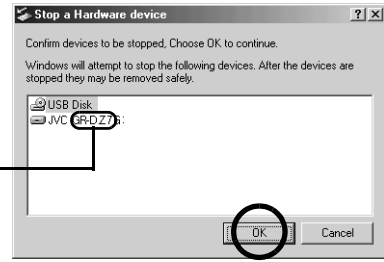 Stop a Hardware device
Confirm devices to be stopped, Choose OK to continue.
Windows will attempt to stop the following devices. After the devices are
stopped they may be removed safely.
USB Disk
JVC GR-DZ7G:
OK
Cancel